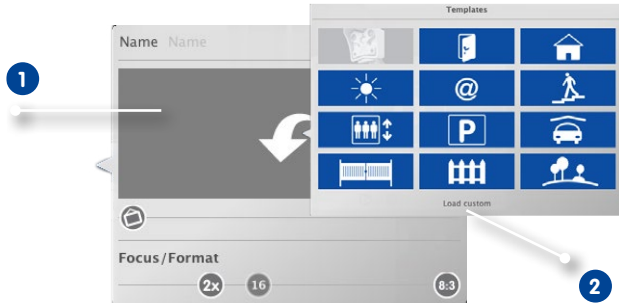 Templates
Name Name
1
@
P
Load custom
Focus/Format
2x 16 8:3
2